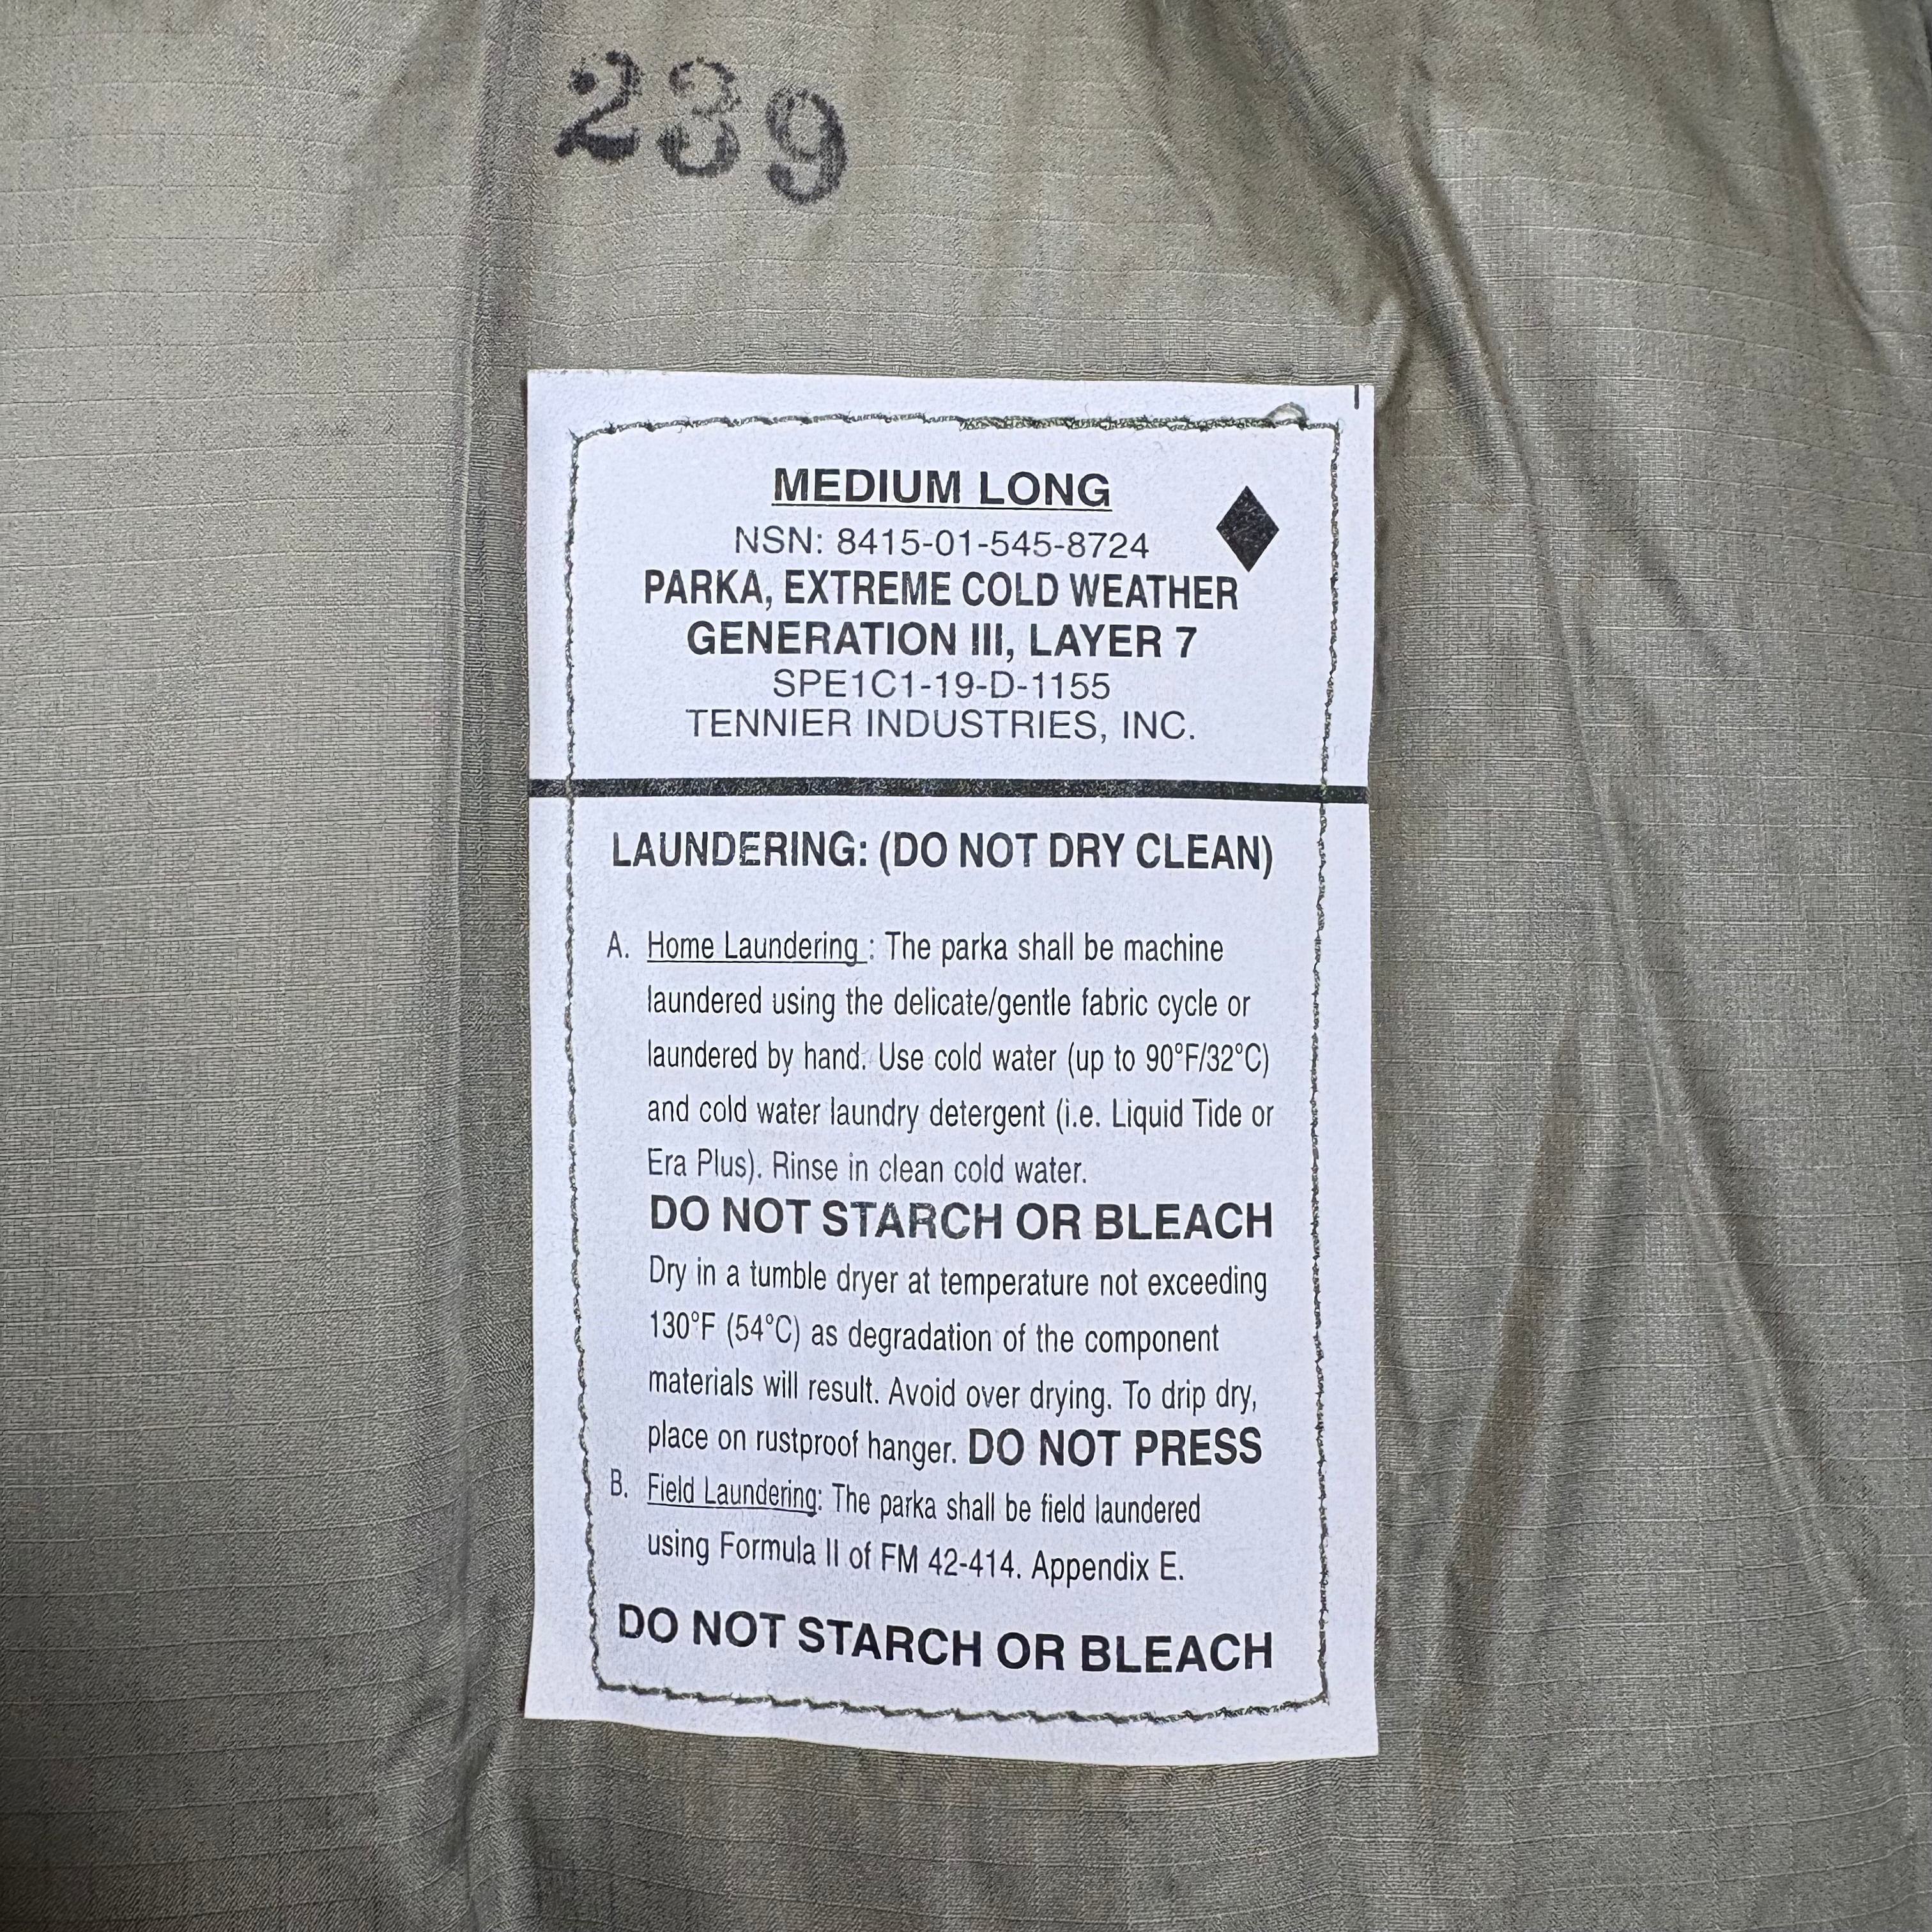 239
MEDIUM LONG
NSN: 8415-01-545-8724
PARKA, EXTREME COLD WEATHER
GENERATION III, LAYER 7
SPE1C1-19-D-1155
TENNIER INDUSTRIES, INC.
LAUNDERING: (DO NOT DRY CLEAN)
A. Home Laundering : The parka shall be machine
laundered using the delicate/gentle fabric cycle or
laundered by hand. Use cold water (up to 90°F/32°C)
and cold water laundry detergent (i.e. Liquid Tide or
Era Plus). Rinse in clean cold water.
DO NOT STARCH OR BLEACH
Dry in a tumble dryer at temperature not exceeding
130°F (54°C) as degradation of the component
materials will result. Avoid over drying. To drip dry,
place on rustproof hanger. DO NOT PRESS
B. Field Laundering: The parka shall be field laundered
using Formula II of FM 42-414. Appendix E.
DO NOT STARCH OR BLEACH